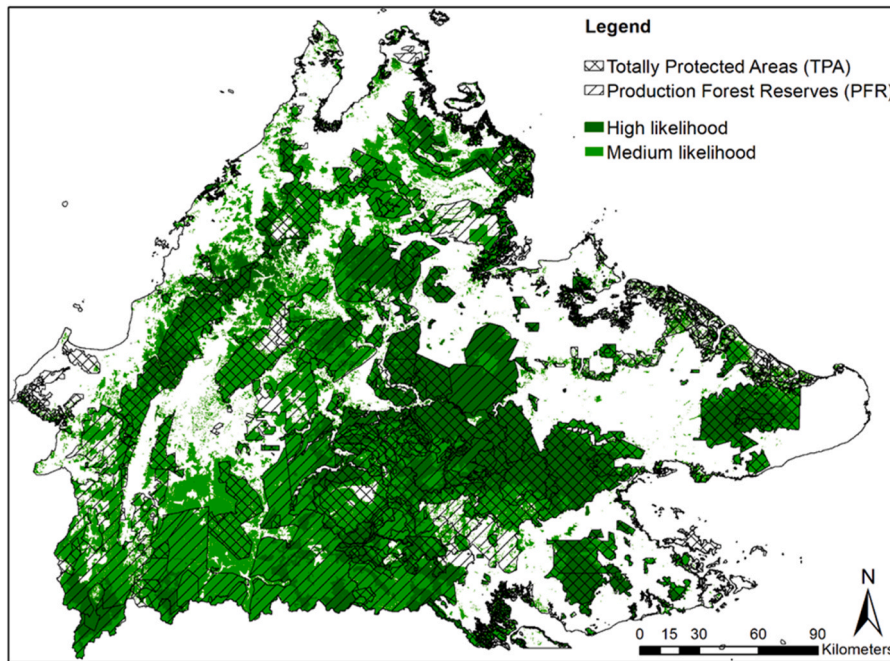 Legend
Totally Protected Areas (TPA)
Production Forest Reserves (PFR)
High likelihood
Medium likelihood
N
0 15 30 60 90
Kilometers